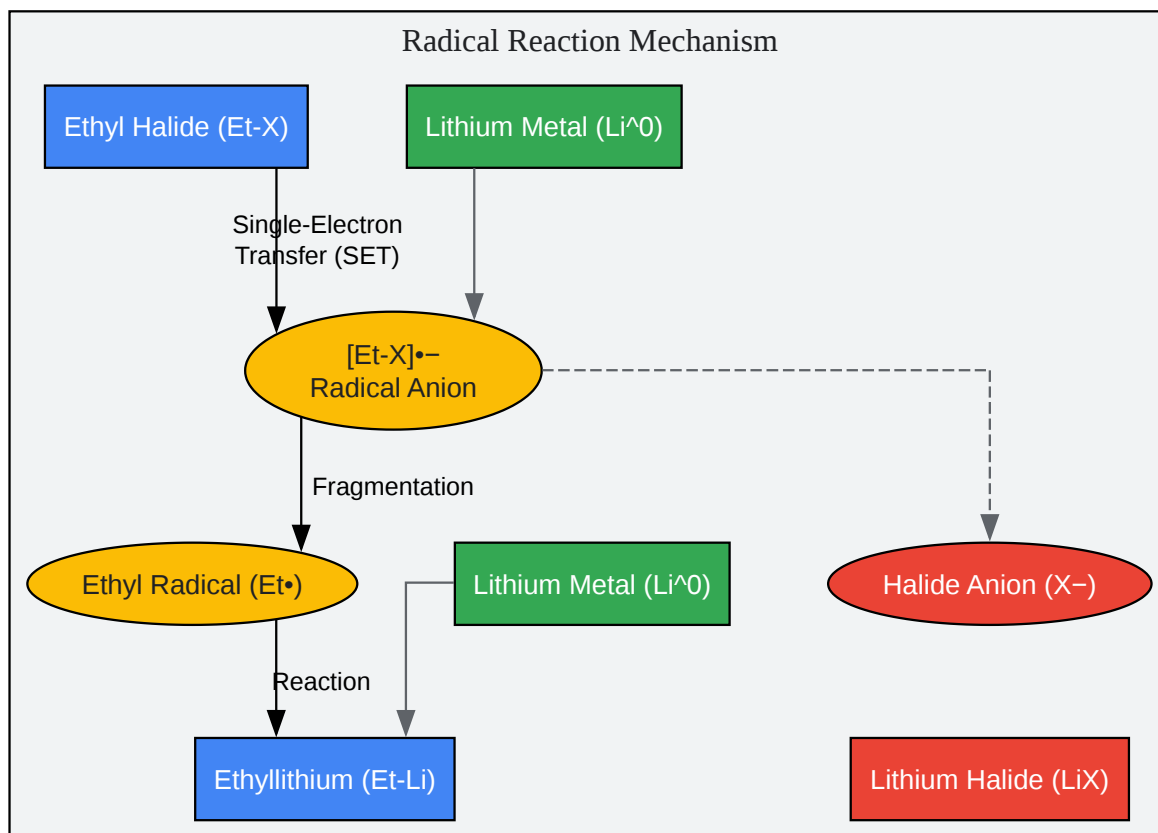 Radical Reaction Mechanism
Ethyl Halide (Et-X)
Lithium Metal (Li^0)
Single-Electron
Transfer (SET)
[Et-X]•−
Radical Anion
Fragmentation
Ethyl Radical (Et•)
Lithium Metal (Li^0)
Halide Anion (X−)
Reaction
Ethyllithium (Et-Li)
Lithium Halide (LiX)